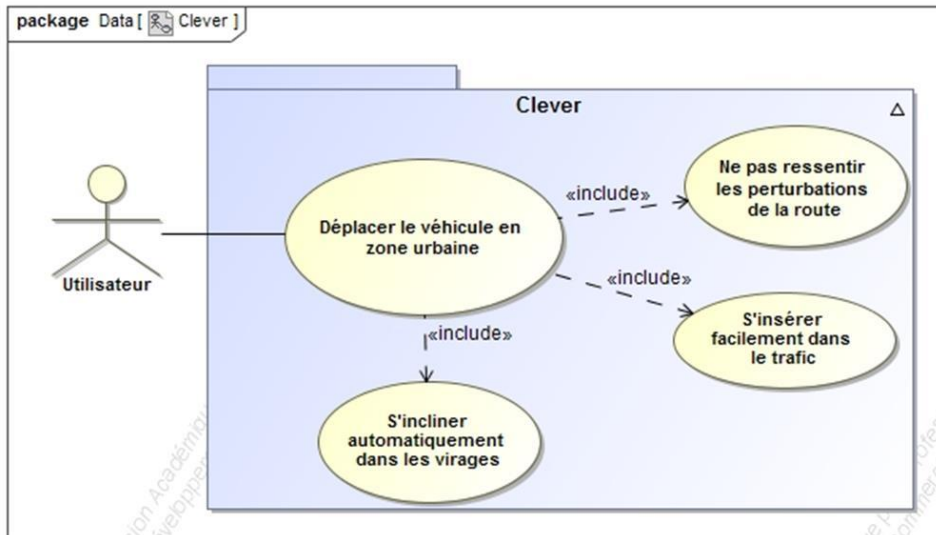 package Data [ Clever ]
Clever
Ne pas ressentir
les perturbations
de la route
«include»
Déplacer le véhicule en
zone urbaine
Utilisateur
«include»
S'insérer
facilement dans
le trafic
«include»
S'incliner
automatiquement
dans les virages